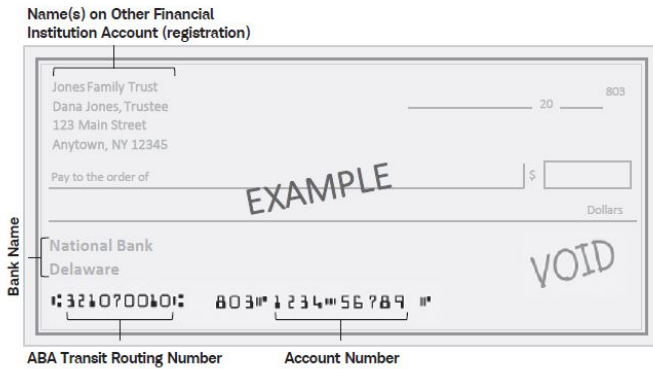 Name(s) on Other Financial
Institution Account (registration)
Jones Family Trust
Dana Jones, Trustee
123 Main Street
Anytown, NY 12345
803
20
Pay to the order of
$
EXAMPLE
Dollars
Bank Name
National Bank
Delaware
VOID
⑆321070010⑆ 803⑈1234⑉56789 ⑈
ABA Transit Routing Number
Account Number